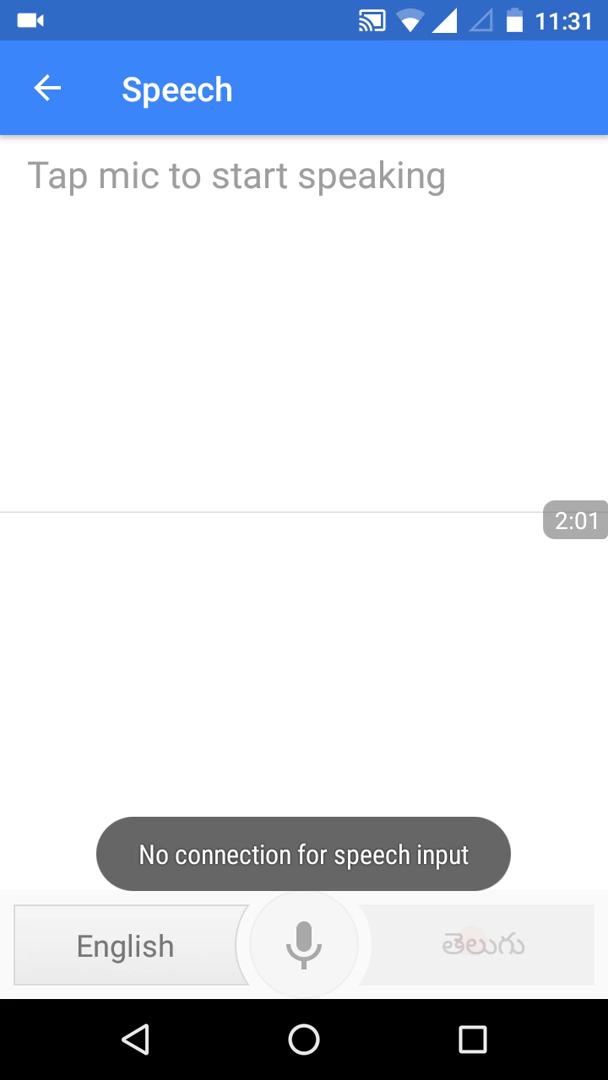 11:31
Speech
Tap mic to start speaking
2:01
No connection for speech input
English
తెలుగు